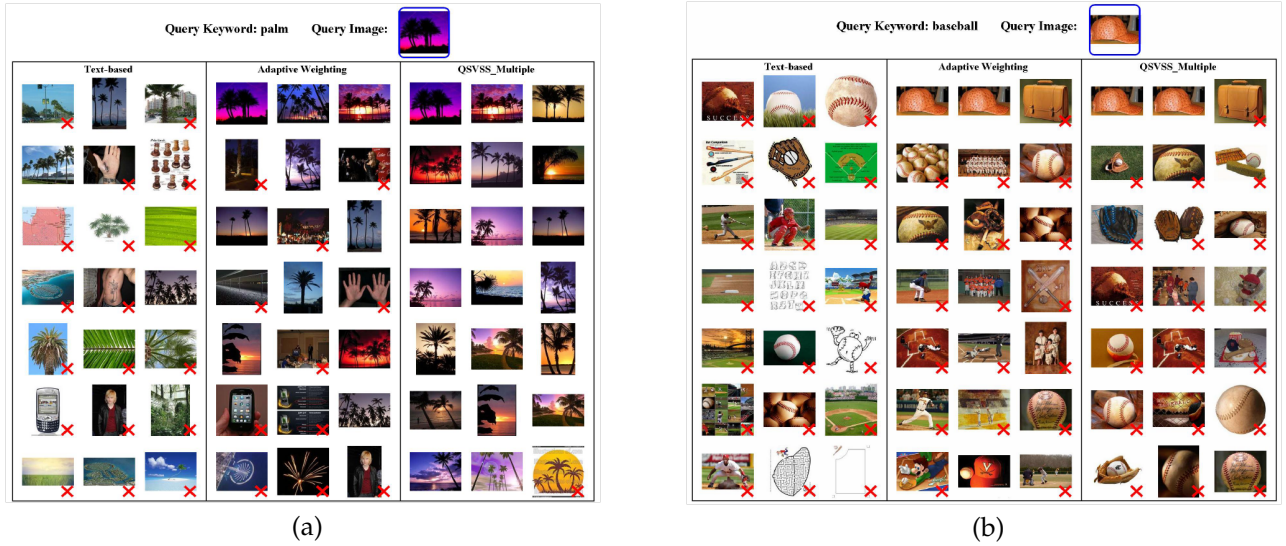 Query Keyword: palm Query Image:
Text-based Adaptive Weighting QSVSS_Multiple
(a)
Query Keyword: baseball Query Image:
Text-based Adaptive Weighting QSVSS_Multiple
SUCCESS
SUCCESS
(b)